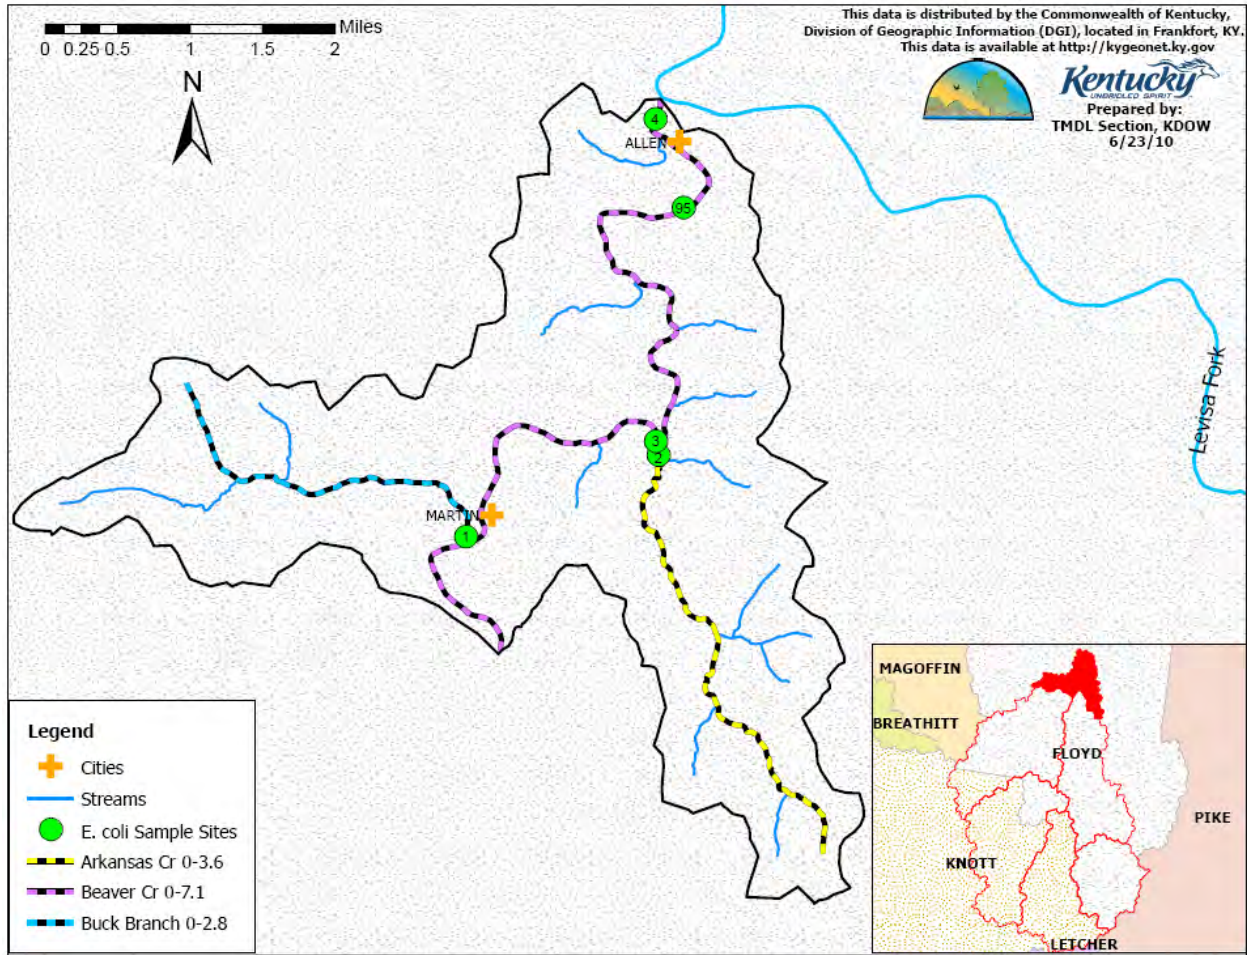 Miles
0 0.25 0.5 1 1.5 2
N
This data is distributed by the Commonwealth of Kentucky,
Division of Geographic Information (DGI), located in Frankfort, KY.
This data is available at http://kygeonet.ky.gov
Kentucky
UNBRIDLED SPIRIT
Prepared by:
TMDL Section, KDOW
6/23/10
4
ALLEN
95
Levisa Fork
3
2
MARTIN
1
Legend
Cities
Streams
E. coli Sample Sites
Arkansas Cr 0-3.6
Beaver Cr 0-7.1
Buck Branch 0-2.8
MAGOFFIN
BREATHITT
FLOYD
PIKE
KNOTT
LETCHER